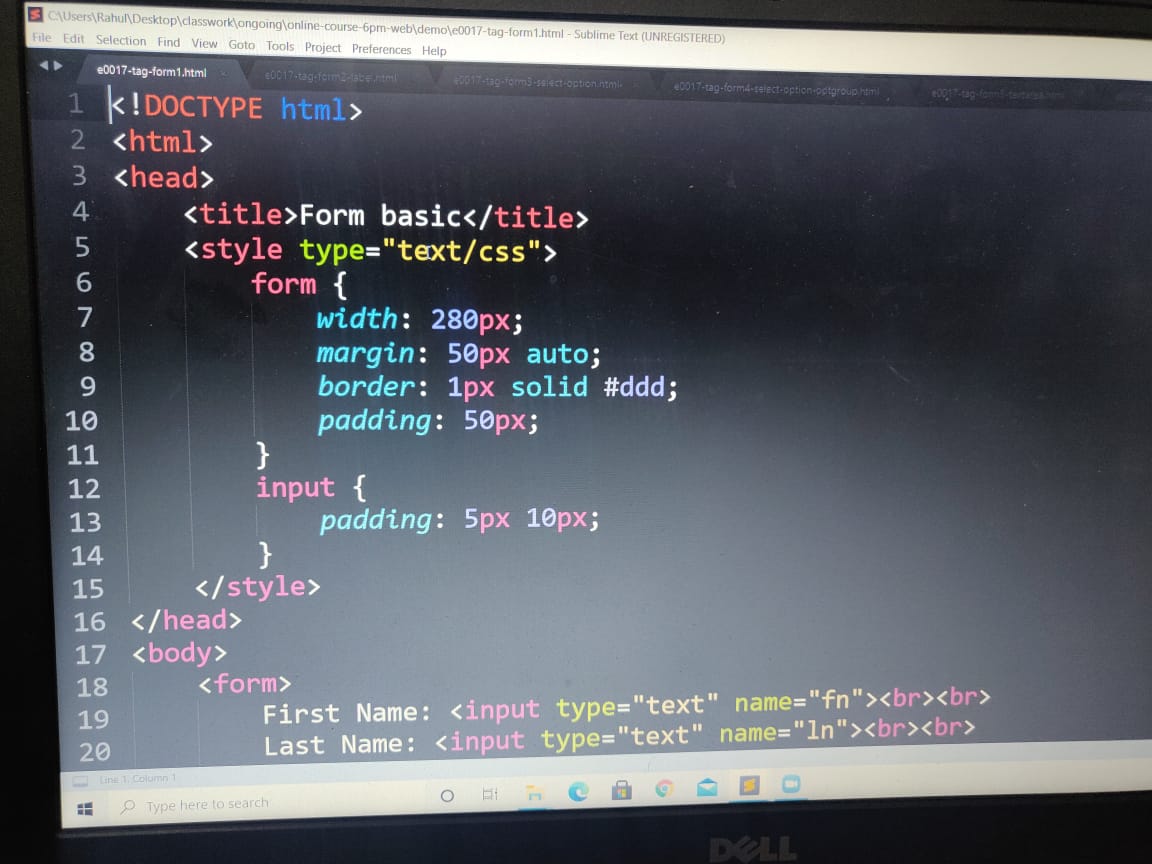 C:\Users\Rahul\Desktop\classwork\ongoing\online-course-6pm-web\demo\e0017-tag-form1.html - Sublime Text (UNREGISTERED)
File Edit Selection Find View Goto Tools Project Preferences Help
e0017-tag-form1.html × e0017-tag-form2-label.html e0017-tag-form3-select-option.html e0017-tag-form4-select-option-optgroup.html e0017-tag-form5-textarea.html
1 <!DOCTYPE html>
2 <html>
3 <head>
4 <title>Form basic</title>
5 <style type="text/css">
6 form {
7 width: 280px;
8 margin: 50px auto;
9 border: 1px solid #ddd;
10 padding: 50px;
11 }
12 input {
13 padding: 5px 10px;
14 }
15 </style>
16 </head>
17 <body>
18 <form>
19 First Name: <input type="text" name="fn"><br><br>
20 Last Name: <input type="text" name="ln"><br><br>
Line 1, Column 1
Type here to search
DELL